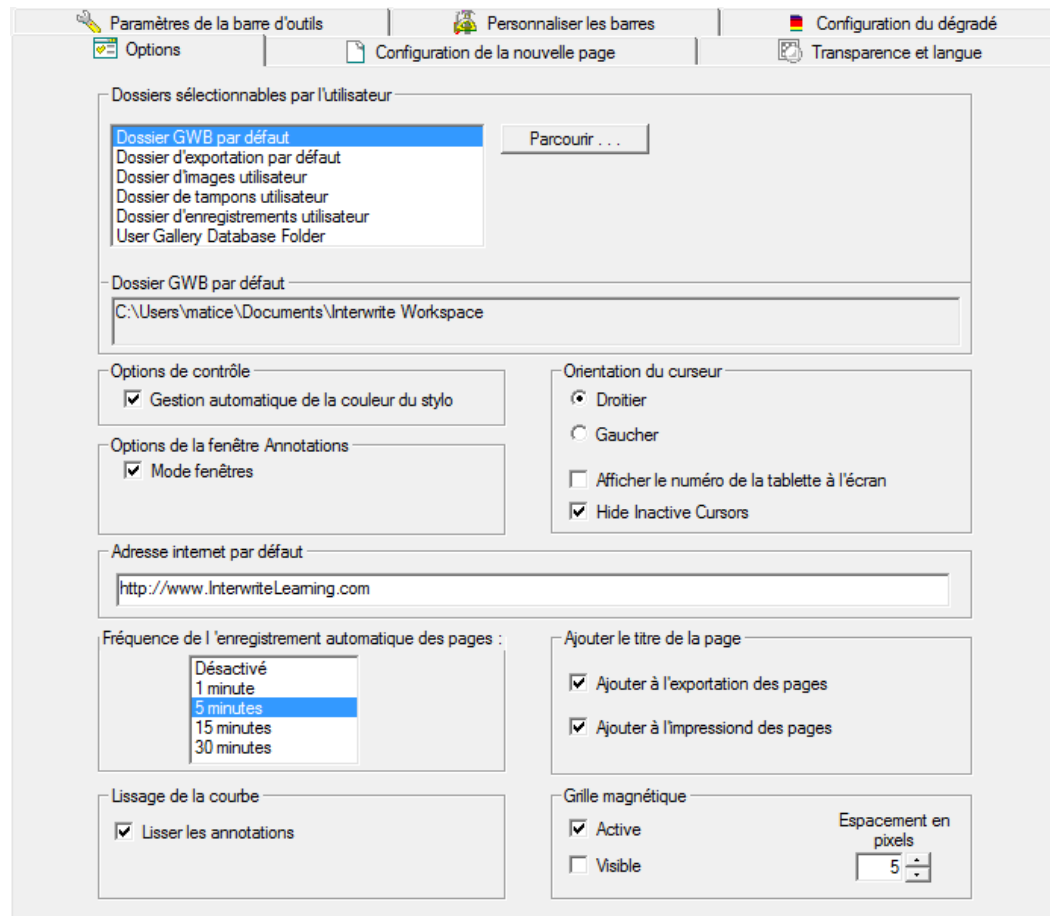 Paramètres de la barre d'outils
Personnaliser les barres
Configuration du dégradé
Options
Configuration de la nouvelle page
Transparence et langue
Dossiers sélectionnables par l'utilisateur
Dossier GWB par défaut
Parcourir . . .
Dossier d'exportation par défaut
Dossier d'images utilisateur
Dossier de tampons utilisateur
Dossier d'enregistrements utilisateur
User Gallery Database Folder
Dossier GWB par défaut
C:\Users\matice\Documents\Interwrite Workspace
Options de contrôle
Gestion automatique de la couleur du stylo
Options de la fenêtre Annotations
Mode fenêtres
Orientation du curseur
Droitier
Gaucher
Afficher le numéro de la tablette à l'écran
Hide Inactive Cursors
Adresse internet par défaut
http://www.InterwriteLearning.com
Fréquence de l 'enregistrement automatique des pages :
Désactivé
1 minute
5 minutes
15 minutes
30 minutes
Ajouter le titre de la page
Ajouter à l'exportation des pages
Ajouter à l'impressiond des pages
Lissage de la courbe
Lisser les annotations
Grille magnétique
Active
Visible
Espacement en
pixels
5